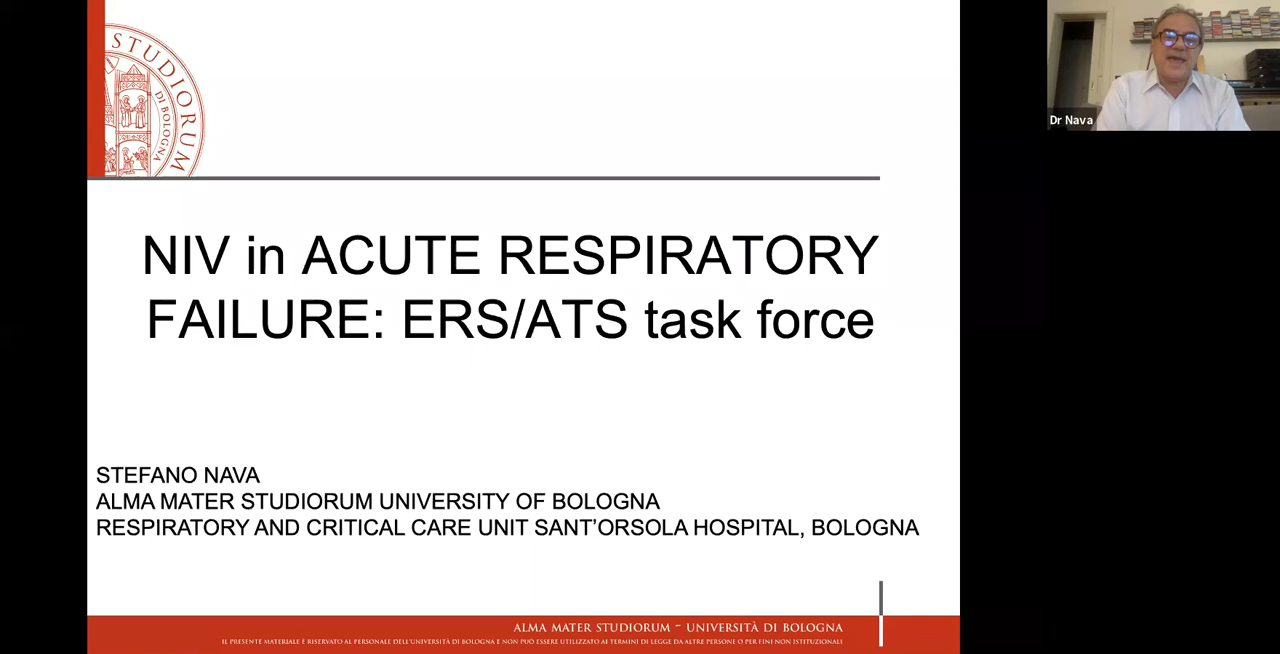 STUDIORUM
DI BOLOGNA
NIV in ACUTE RESPIRATORY
FAILURE: ERS/ATS task force
STEFANO NAVA
ALMA MATER STUDIORUM UNIVERSITY OF BOLOGNA
RESPIRATORY AND CRITICAL CARE UNIT SANT’ORSOLA HOSPITAL, BOLOGNA
ALMA MATER STUDIORUM – UNIVERSITÀ DI BOLOGNA
IL PRESENTE MATERIALE È RISERVATO AL PERSONALE DELL’UNIVERSITÀ DI BOLOGNA E NON PUÒ ESSERE UTILIZZATO AI TERMINI DI LEGGE DA ALTRE PERSONE O PER FINI NON ISTITUZIONALI
Dr Nava